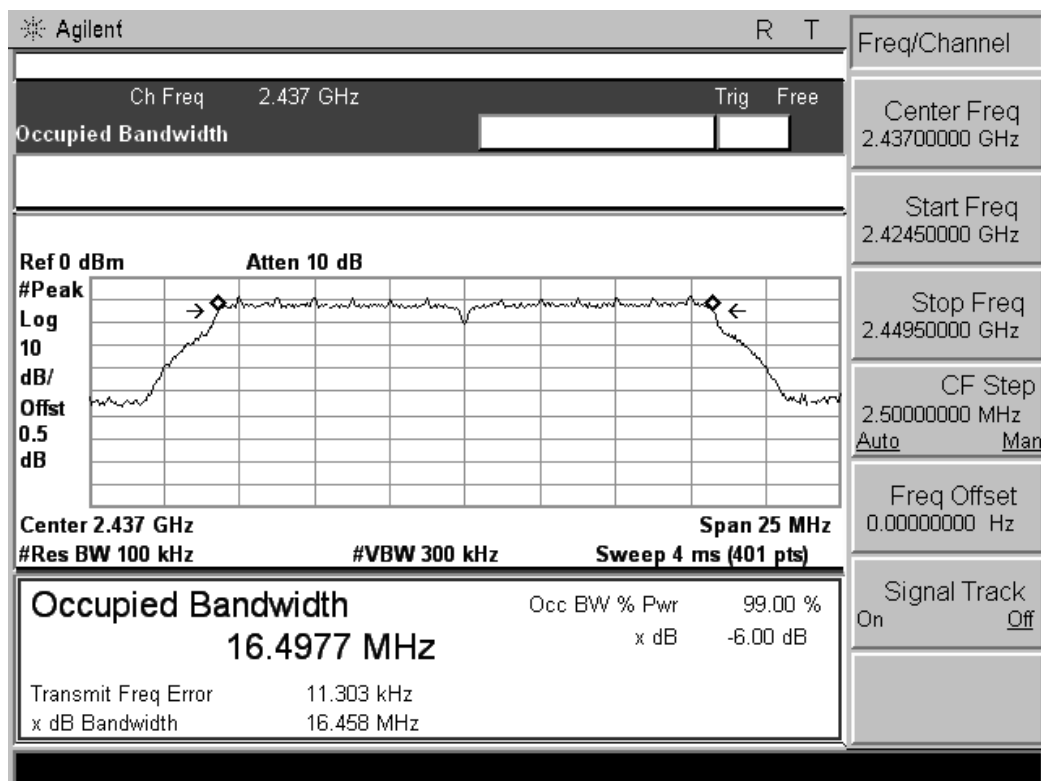 Agilent R T
Ch Freq 2.437 GHz Trig Free
Occupied Bandwidth
Ref 0 dBm Atten 10 dB
#Peak
Log
10
dB/
Offst
0.5
dB
Center 2.437 GHz Span 25 MHz
#Res BW 100 kHz #VBW 300 kHz Sweep 4 ms (401 pts)
Occupied Bandwidth
16.4977 MHz
Occ BW % Pwr 99.00 %
x dB -6.00 dB
Transmit Freq Error 11.303 kHz
x dB Bandwidth 16.458 MHz
Freq/Channel
Center Freq
2.43700000 GHz
Start Freq
2.42450000 GHz
Stop Freq
2.44950000 GHz
CF Step
2.50000000 MHz
Auto Man
Freq Offset
0.00000000 Hz
Signal Track
On Off